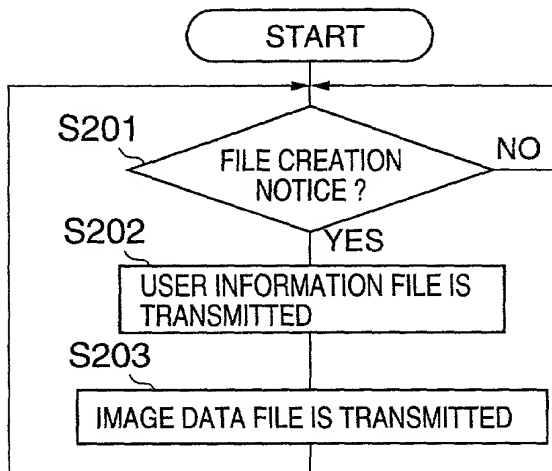 START
S201
FILE CREATION
NOTICE ?
NO
YES
S202
USER INFORMATION FILE IS
TRANSMITTED
S203
IMAGE DATA FILE IS TRANSMITTED